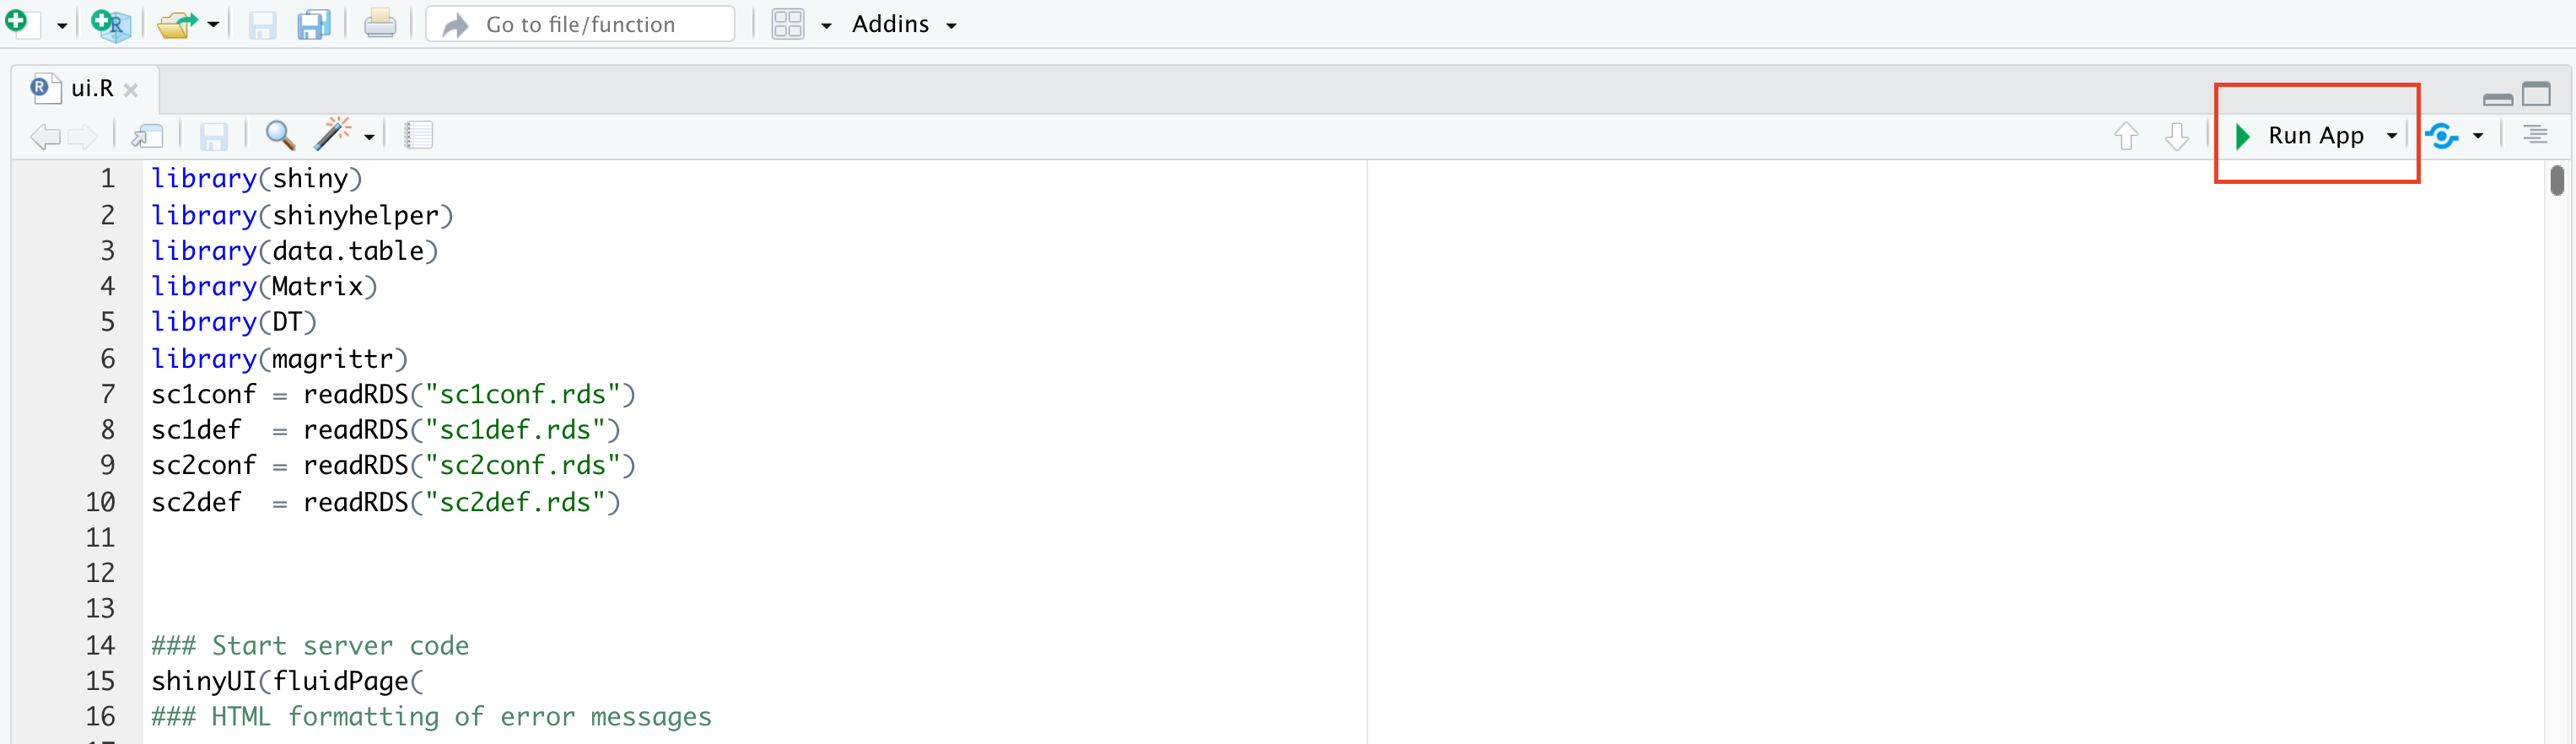 Go to file/function
Addins
ui.R
Run App
1 library(shiny)
2 library(shinyhelper)
3 library(data.table)
4 library(Matrix)
5 library(DT)
6 library(magrittr)
7 sc1conf = readRDS("sc1conf.rds")
8 sc1def  = readRDS("sc1def.rds")
9 sc2conf = readRDS("sc2conf.rds")
10 sc2def  = readRDS("sc2def.rds")
11
12
13
14 ### Start server code
15 shinyUI(fluidPage(
16 ### HTML formatting of error messages